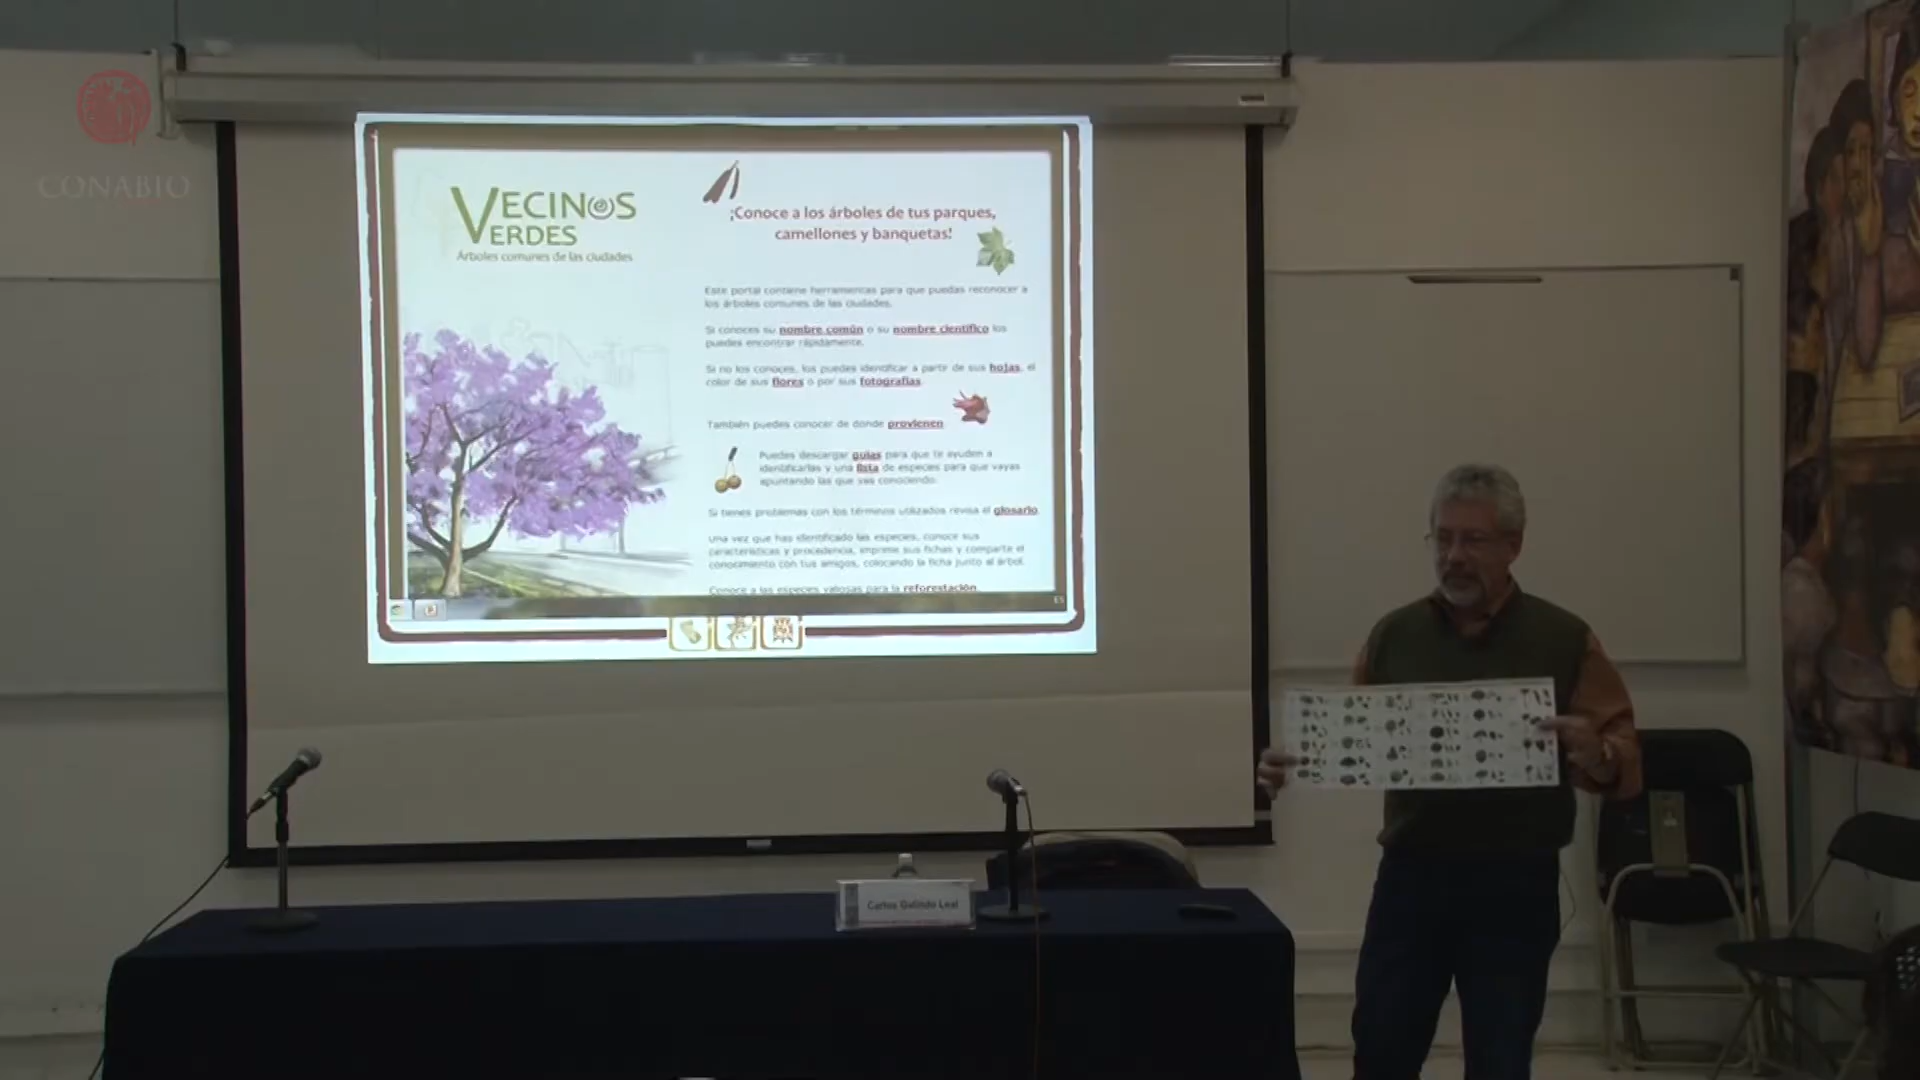 CONABIO
VECINOS
VERDES
Árboles comunes de las ciudades
¡Conoce a los árboles de tus parques,
camellones y banquetas!
Este portal contiene herramientas para que puedas reconocer a
los árboles comunes de las ciudades.
Si conoces su nombre común o su nombre científico los
puedes encontrar rápidamente.
Si no los conoces, los puedes identificar a partir de sus hojas, el
color de sus flores o por sus fotografías.
También puedes conocer de donde provienen
Puedes descargar guías para que te ayuden a
identificarlas y una lista de especies para que vayas
apuntando las que vas conociendo.
Si tienes problemas con los términos utilizados revisa el glosario.
Una vez que has identificado las especies, conoce sus
características y procedencia, imprime sus fichas y comparte el
conocimiento con tus amigos, colocando la ficha junto al árbol.
Conoce a las especies valiosas para la reforestación.
ES
Carlos Galindo Leal